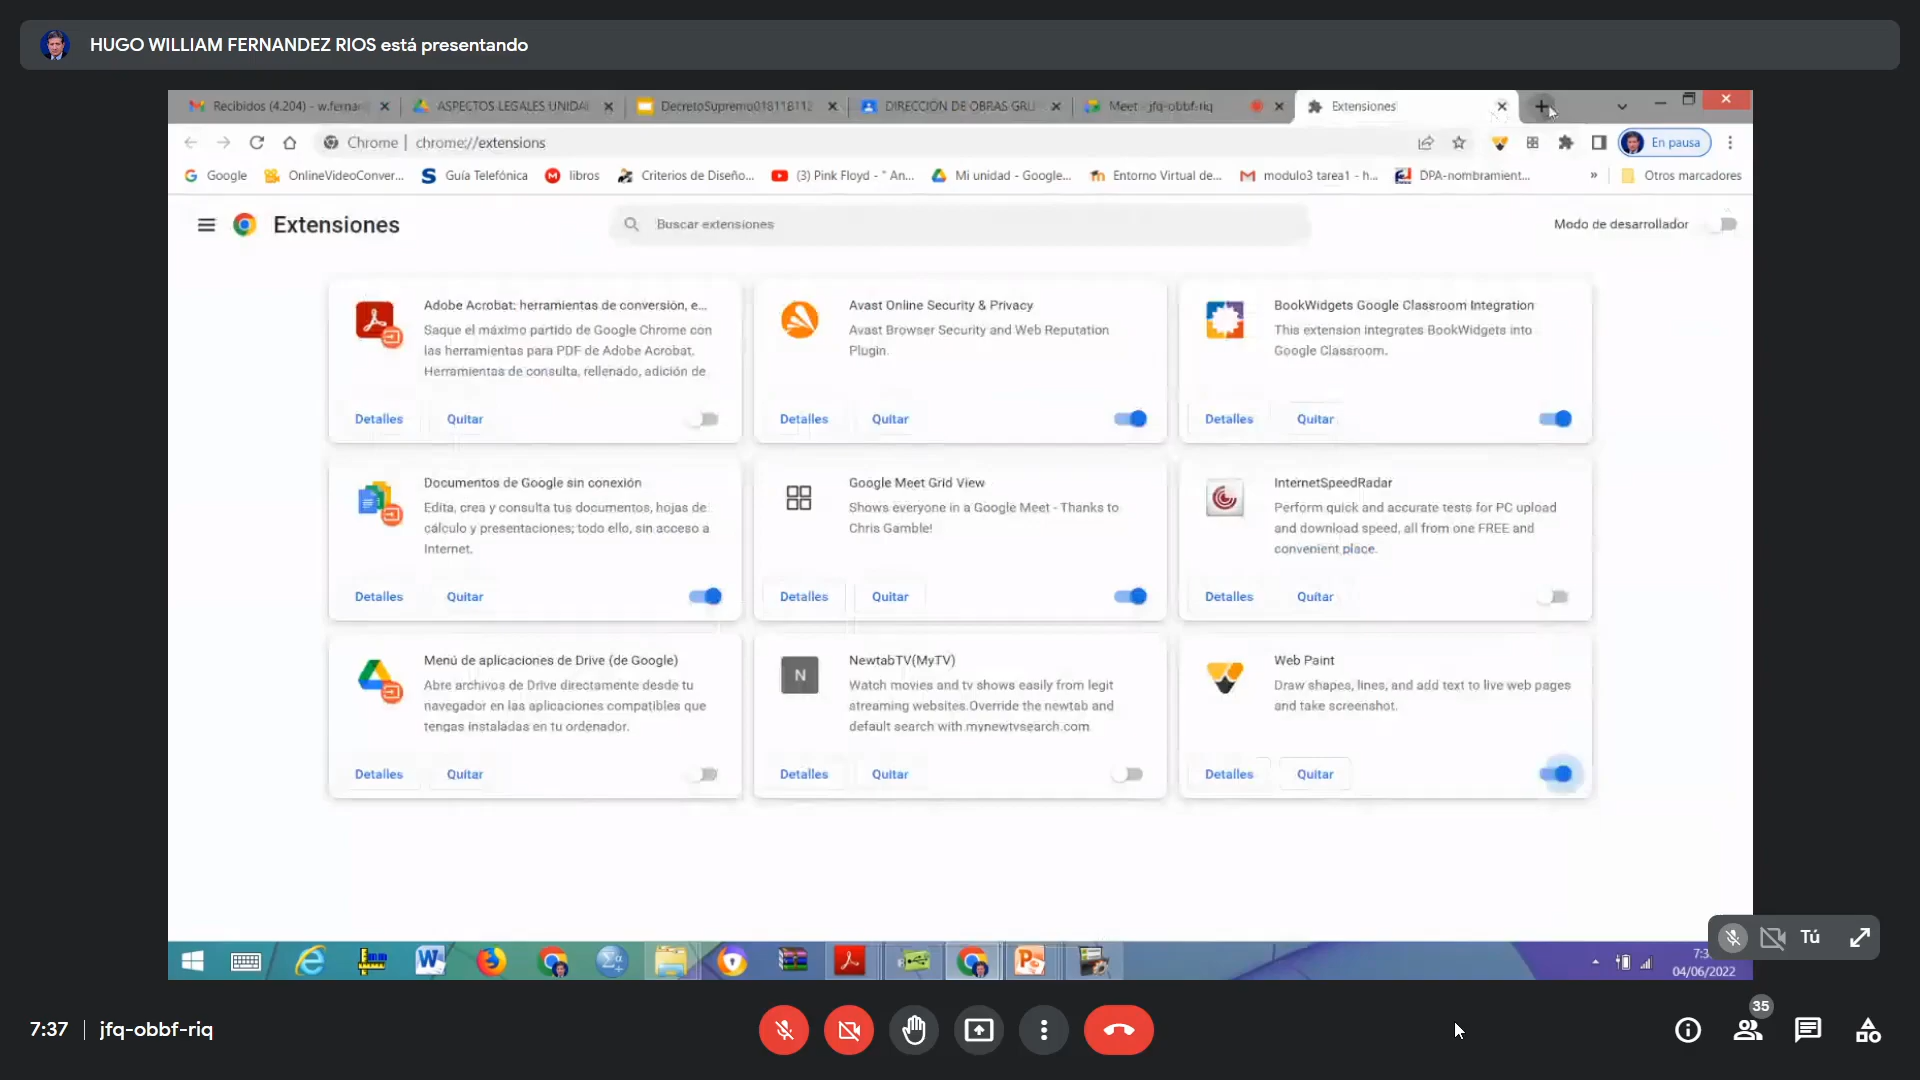 HUGO WILLIAM FERNANDEZ RIOS está presentando
Recibidos (4.204) - w.fernan
ASPECTOS LEGALES UNIDAD
DecretoSupremo018118112
DIRECCIÓN DE OBRAS GRU
Meet - jfq-obbf-riq
Extensiones
Chrome | chrome://extensions
En pausa
Google
OnlineVideoConver...
Guía Telefónica
libros
Criterios de Diseño...
(3) Pink Floyd - " An...
Mi unidad - Google...
Entorno Virtual de...
modulo3 tarea1 - h...
DPA-nombramient...
»
Otros marcadores
Extensiones
Buscar extensiones
Modo de desarrollador
Adobe Acrobat: herramientas de conversión, e...
Saque el máximo partido de Google Chrome con
las herramientas para PDF de Adobe Acrobat.
Herramientas de consulta, rellenado, adición de
Detalles
Quitar
Avast Online Security & Privacy
Avast Browser Security and Web Reputation
Plugin.
Detalles
Quitar
BookWidgets Google Classroom Integration
This extension integrates BookWidgets into
Google Classroom.
Detalles
Quitar
Documentos de Google sin conexión
Edita, crea y consulta tus documentos, hojas de
cálculo y presentaciones; todo ello, sin acceso a
Internet.
Detalles
Quitar
Google Meet Grid View
Shows everyone in a Google Meet - Thanks to
Chris Gamble!
Detalles
Quitar
InternetSpeedRadar
Perform quick and accurate tests for PC upload
and download speed, all from one FREE and
convenient place.
Detalles
Quitar
Menú de aplicaciones de Drive (de Google)
Abre archivos de Drive directamente desde tu
navegador en las aplicaciones compatibles que
tengas instaladas en tu ordenador.
Detalles
Quitar
N
NewtabTV(MyTV)
Watch movies and tv shows easily from legit
streaming websites.Override the newtab and
default search with mynewtvsearch.com
Detalles
Quitar
Web Paint
Draw shapes, lines, and add text to live web pages
and take screenshot.
Detalles
Quitar
Tú
04/06/2022
7:37 | jfq-obbf-riq
35